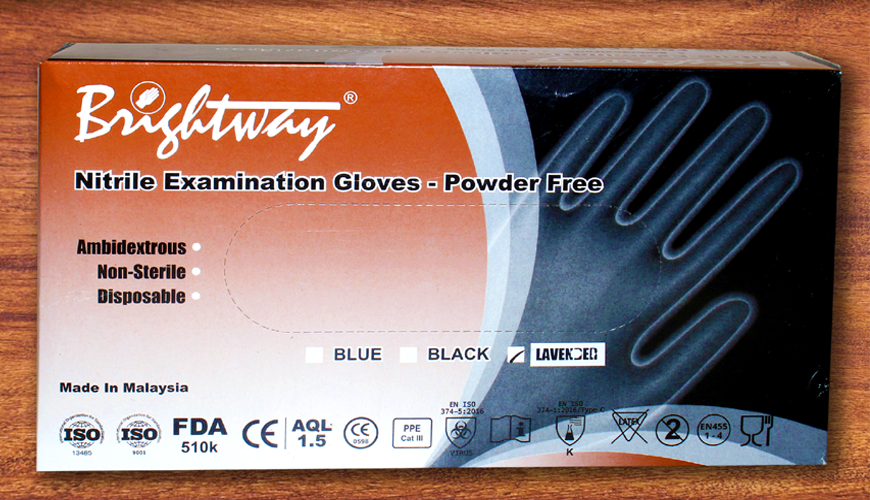 Brightway®
Nitrile Examination Gloves - Powder Free
Ambidextrous
Non-Sterile
Disposable
BLUE BLACK LAVENDER
Made In Malaysia
ISO
13485
ISO
9001
FDA
510k
CE
AQL
1.5
CE
0598
PPE
Cat III
EN ISO
374-5:2016
VIRUS
i
EN ISO
374-1:2016/Type C
K
LATEX
2
EN455
1 - 4